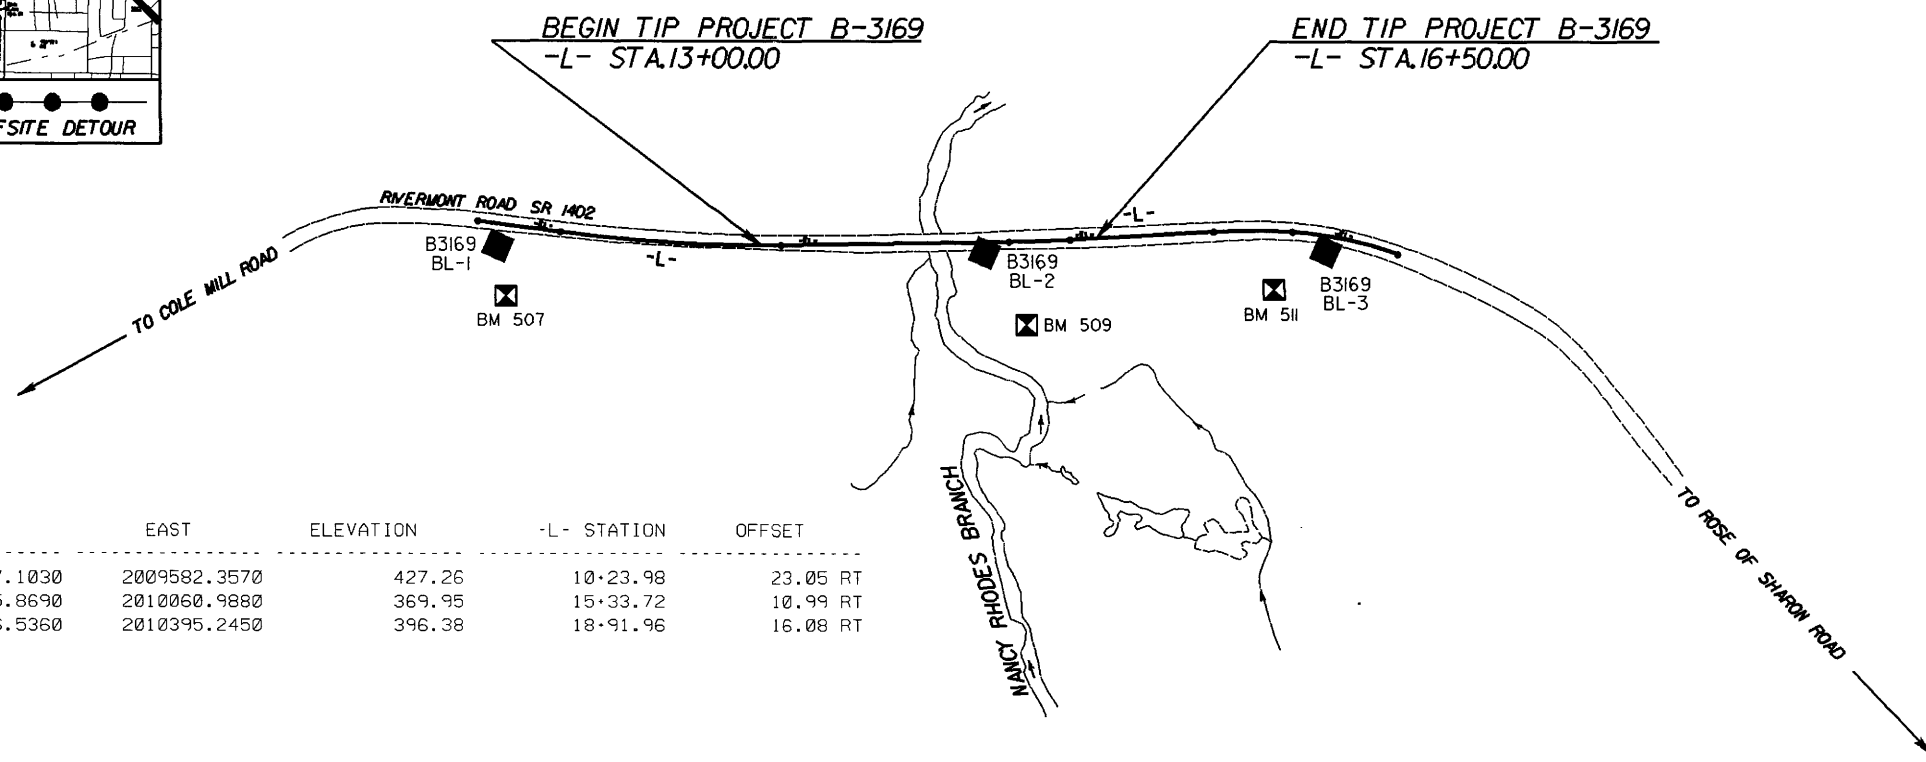 BEGIN TIP PROJECT B-3169
-L- STA.13+00.00
END TIP PROJECT B-3169
-L- STA.16+50.00
FSITE DETOUR
RIVERMONT ROAD SR 1402
-L-
B3169
BL-1
-L-
B3169
BL-2
B3169
BL-3
TO COLE MILL ROAD
BM 507
BM 509
BM 511
NANCY RHODES BRANCH
TO ROSE OF SHARON ROAD
EAST ELEVATION -L- STATION OFFSET
.1030 2009582.3570 427.26 10+23.98 23.05 RT
.8690 2010060.9880 369.95 15+33.72 10.99 RT
.5360 2010395.2450 396.38 18+91.96 16.08 RT